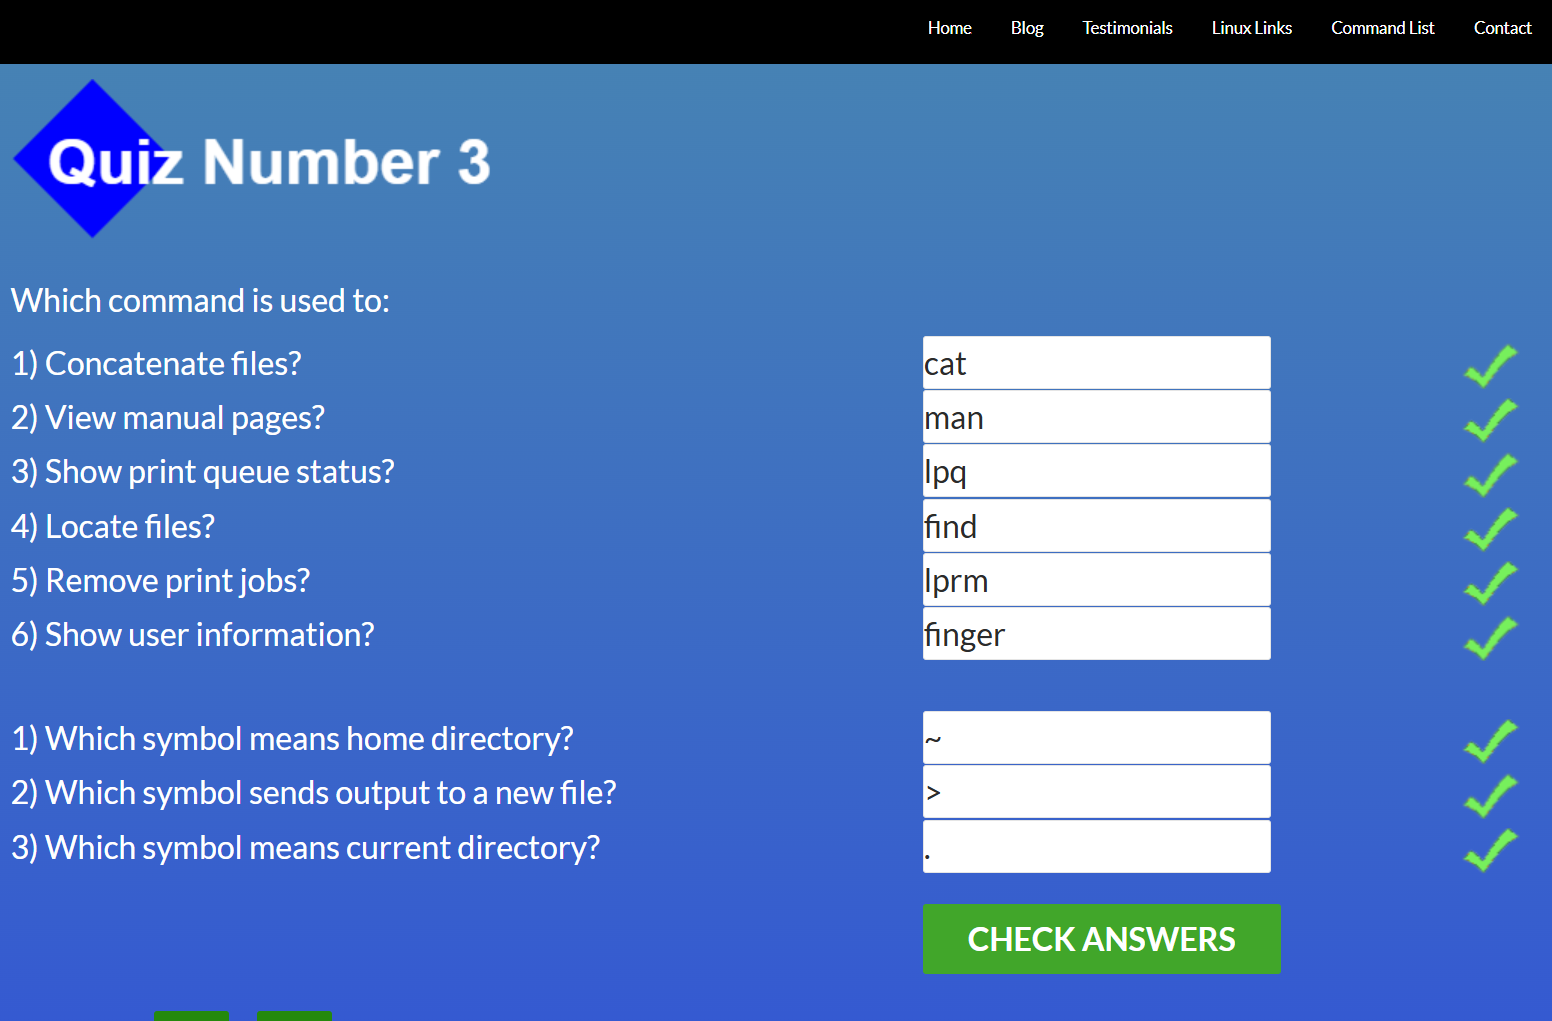 Home Blog Testimonials Linux Links Command List Contact
Quiz Number 3
Which command is used to:
1) Concatenate files? cat
2) View manual pages? man
3) Show print queue status? lpq
4) Locate files? find
5) Remove print jobs? lprm
6) Show user information? finger
1) Which symbol means home directory? ~
2) Which symbol sends output to a new file? >
3) Which symbol means current directory? .
CHECK ANSWERS